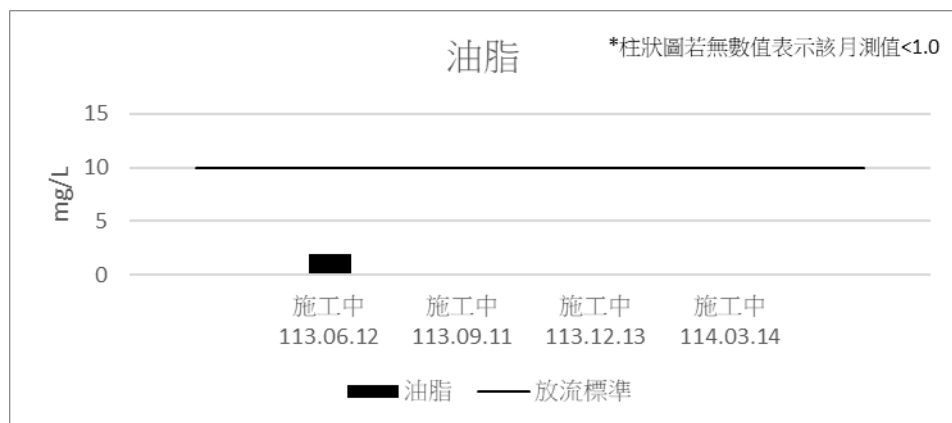 油脂
*柱狀圖若無數值表示該月測值<1.0
mg/L
15
10
5
0
施工中 施工中 施工中 施工中
113.06.12 113.09.11 113.12.13 114.03.14
油脂 放流標準